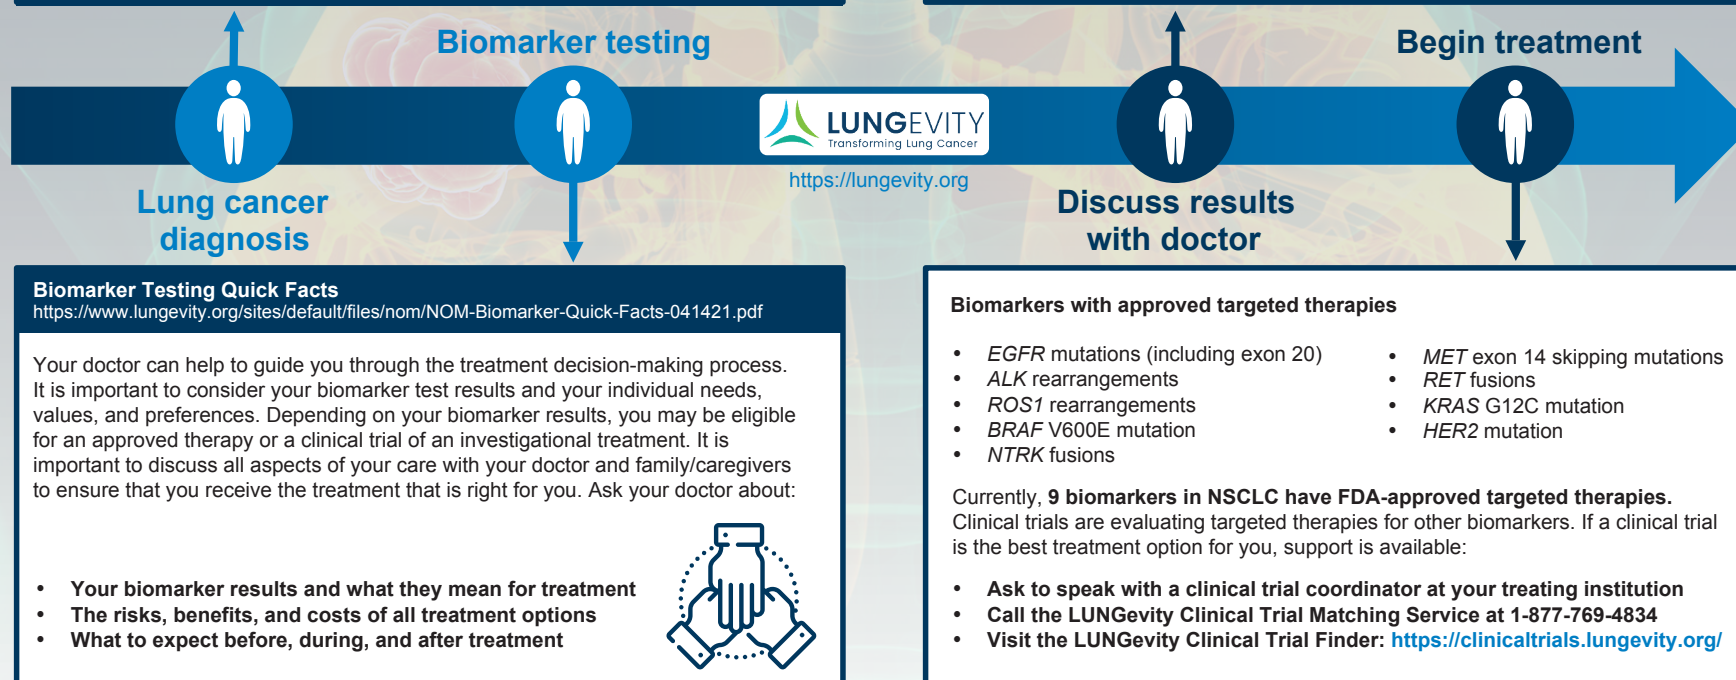 Biomarker testing
Begin treatment
LUNGEVITY
Transforming Lung Cancer
https://lungevity.org
Lung cancer
diagnosis
Discuss results
with doctor
Biomarker Testing Quick Facts
https://www.lungevity.org/sites/default/files/nom/NOM-Biomarker-Quick-Facts-041421.pdf
Your doctor can help to guide you through the treatment decision-making process.
It is important to consider your biomarker test results and your individual needs,
values, and preferences. Depending on your biomarker results, you may be eligible
for an approved therapy or a clinical trial of an investigational treatment. It is
important to discuss all aspects of your care with your doctor and family/caregivers
to ensure that you receive the treatment that is right for you. Ask your doctor about:
• Your biomarker results and what they mean for treatment
• The risks, benefits, and costs of all treatment options
• What to expect before, during, and after treatment
Biomarkers with approved targeted therapies
• EGFR mutations (including exon 20)
• ALK rearrangements
• ROS1 rearrangements
• BRAF V600E mutation
• NTRK fusions
• MET exon 14 skipping mutations
• RET fusions
• KRAS G12C mutation
• HER2 mutation
Currently, 9 biomarkers in NSCLC have FDA-approved targeted therapies.
Clinical trials are evaluating targeted therapies for other biomarkers. If a clinical trial
is the best treatment option for you, support is available:
• Ask to speak with a clinical trial coordinator at your treating institution
• Call the LUNGevity Clinical Trial Matching Service at 1-877-769-4834
• Visit the LUNGevity Clinical Trial Finder: https://clinicaltrials.lungevity.org/